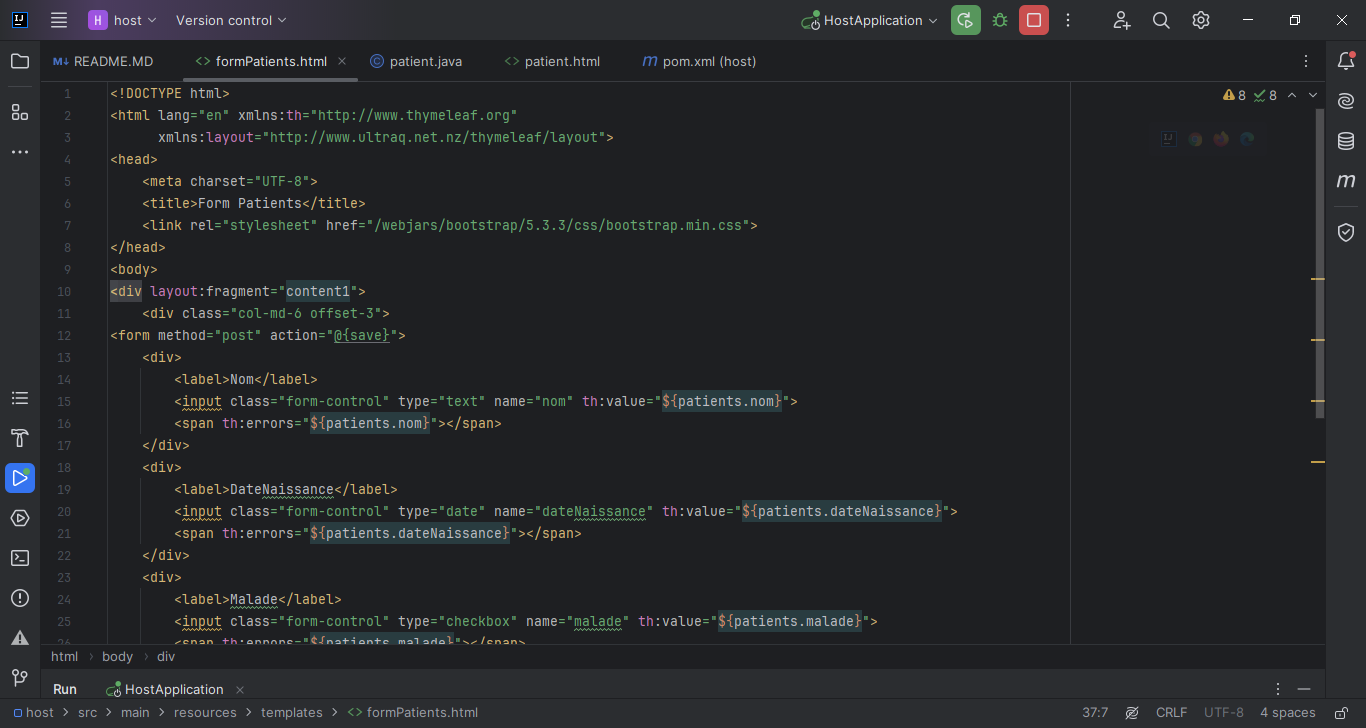 H host Version control HostApplication
README.MD formPatients.html patient.java patient.html m pom.xml (host)
8 8
1 <!DOCTYPE html>
2 <html lang="en" xmlns:th="http://www.thymeleaf.org"
3 xmlns:layout="http://www.ultraq.net.nz/thymeleaf/layout">
4 <head>
5 <meta charset="UTF-8">
6 <title>Form Patients</title>
7 <link rel="stylesheet" href="/webjars/bootstrap/5.3.3/css/bootstrap.min.css">
8 </head>
9 <body>
10 <div layout:fragment="content1">
11 <div class="col-md-6 offset-3">
12 <form method="post" action="@{save}">
13 <div>
14 <label>Nom</label>
15 <input class="form-control" type="text" name="nom" th:value="${patients.nom}">
16 <span th:errors="${patients.nom}"></span>
17 </div>
18 <div>
19 <label>DateNaissance</label>
20 <input class="form-control" type="date" name="dateNaissance" th:value="${patients.dateNaissance}">
21 <span th:errors="${patients.dateNaissance}"></span>
22 </div>
23 <div>
24 <label>Malade</label>
25 <input class="form-control" type="checkbox" name="malade" th:value="${patients.malade}">
26 <span th:errors="${patients.malade}"></span>
html > body > div
Run HostApplication
host > src > main > resources > templates > <> formPatients.html 37:7 CRLF UTF-8 4 spaces